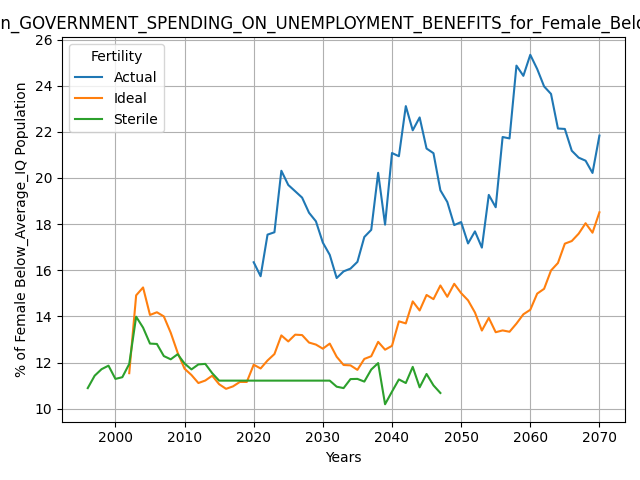 n_GOVERNMENT_SPENDING_ON_UNEMPLOYMENT_BENEFITS_for_Female_Belo
Fertility
Actual
Ideal
Sterile
% of Female Below_Average_IQ Population
26
24
22
20
18
16
14
12
10
2000 2010 2020 2030 2040 2050 2060 2070
Years